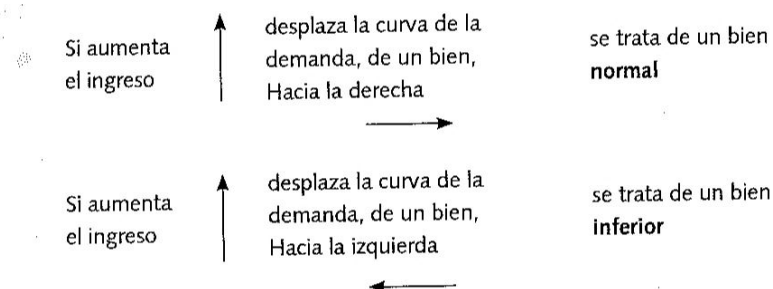 Si aumenta
el ingreso
desplaza la curva de la
demanda, de un bien,
Hacia la derecha
se trata de un bien
normal
Si aumenta
el ingreso
desplaza la curva de la
demanda, de un bien,
Hacia la izquierda
se trata de un bien
inferior